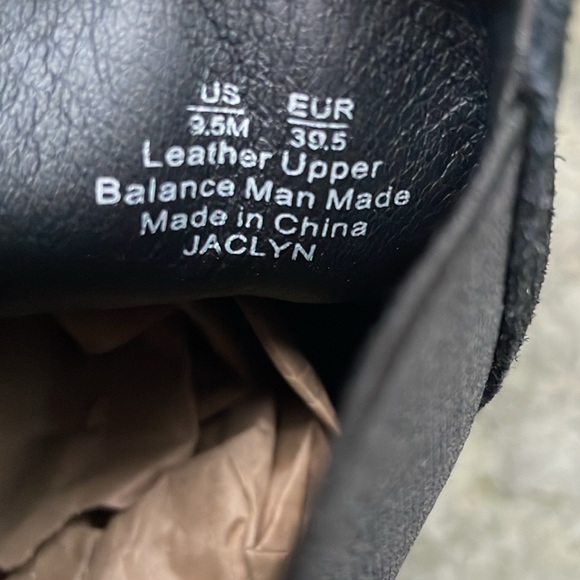 US EUR
9.5M 39.5
Leather Upper
Balance Man Made
Made in China
JACLYN